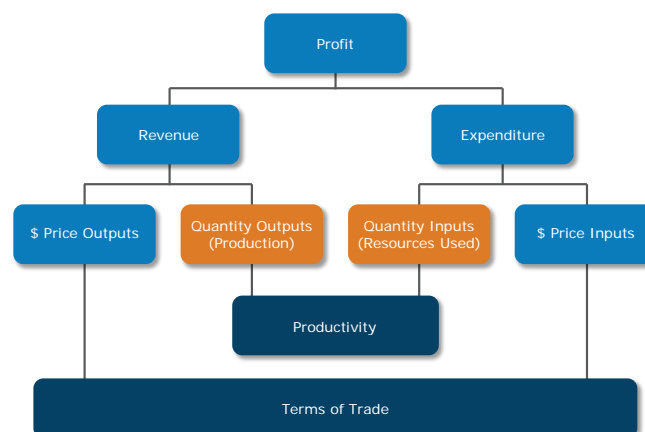 Profit
Revenue
Expenditure
$ Price Outputs
Quantity Outputs
(Production)
Quantity Inputs
(Resources Used)
$ Price Inputs
Productivity
Terms of Trade